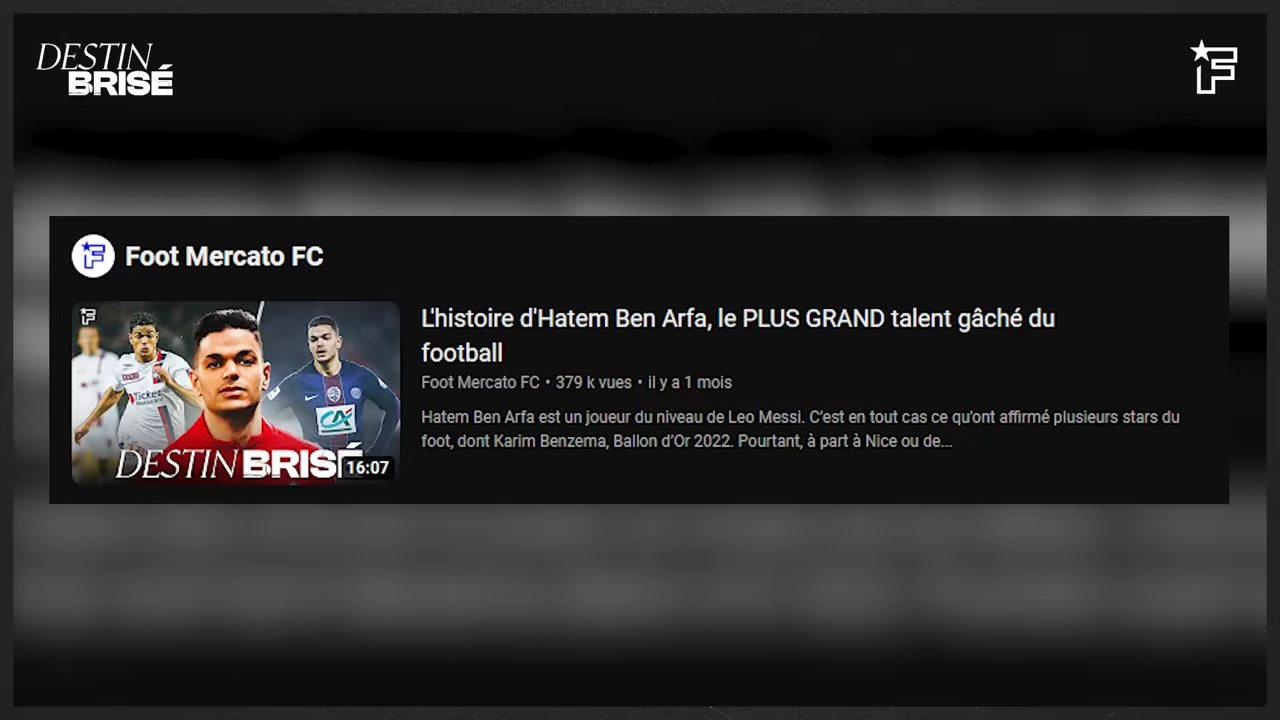 DESTIN
BRISÉ
F
Foot Mercato FC
L'histoire d'Hatem Ben Arfa, le PLUS GRAND talent gâché du
football
Foot Mercato FC • 379 k vues • il y a 1 mois
Hatem Ben Arfa est un joueur du niveau de Leo Messi. C'est en tout cas ce qu'ont affirmé plusieurs stars du
foot, dont Karim Benzema, Ballon d'Or 2022. Pourtant, à part à Nice ou de...
Ticket
CA
DESTIN BRISÉ
16:07